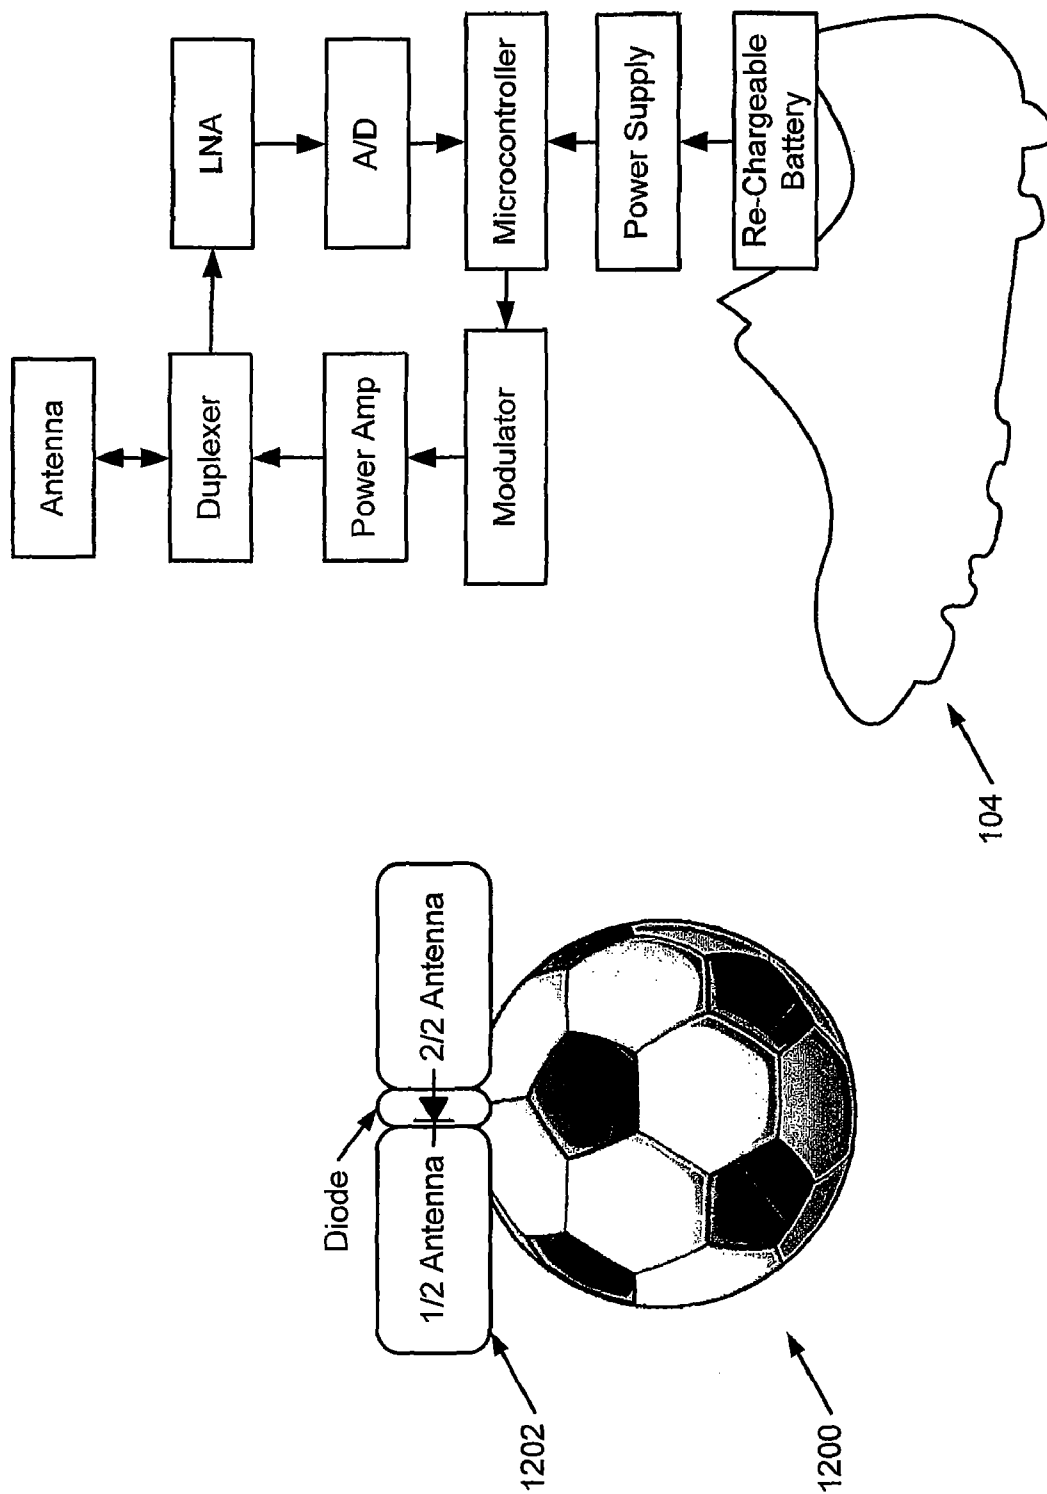 Antenna
Duplexer
LNA
Power Amp
A/D
Modulator
Microcontroller
Power Supply
Re-Chargeable
Battery
104
Diode
1/2 Antenna
2/2 Antenna
1202
1200